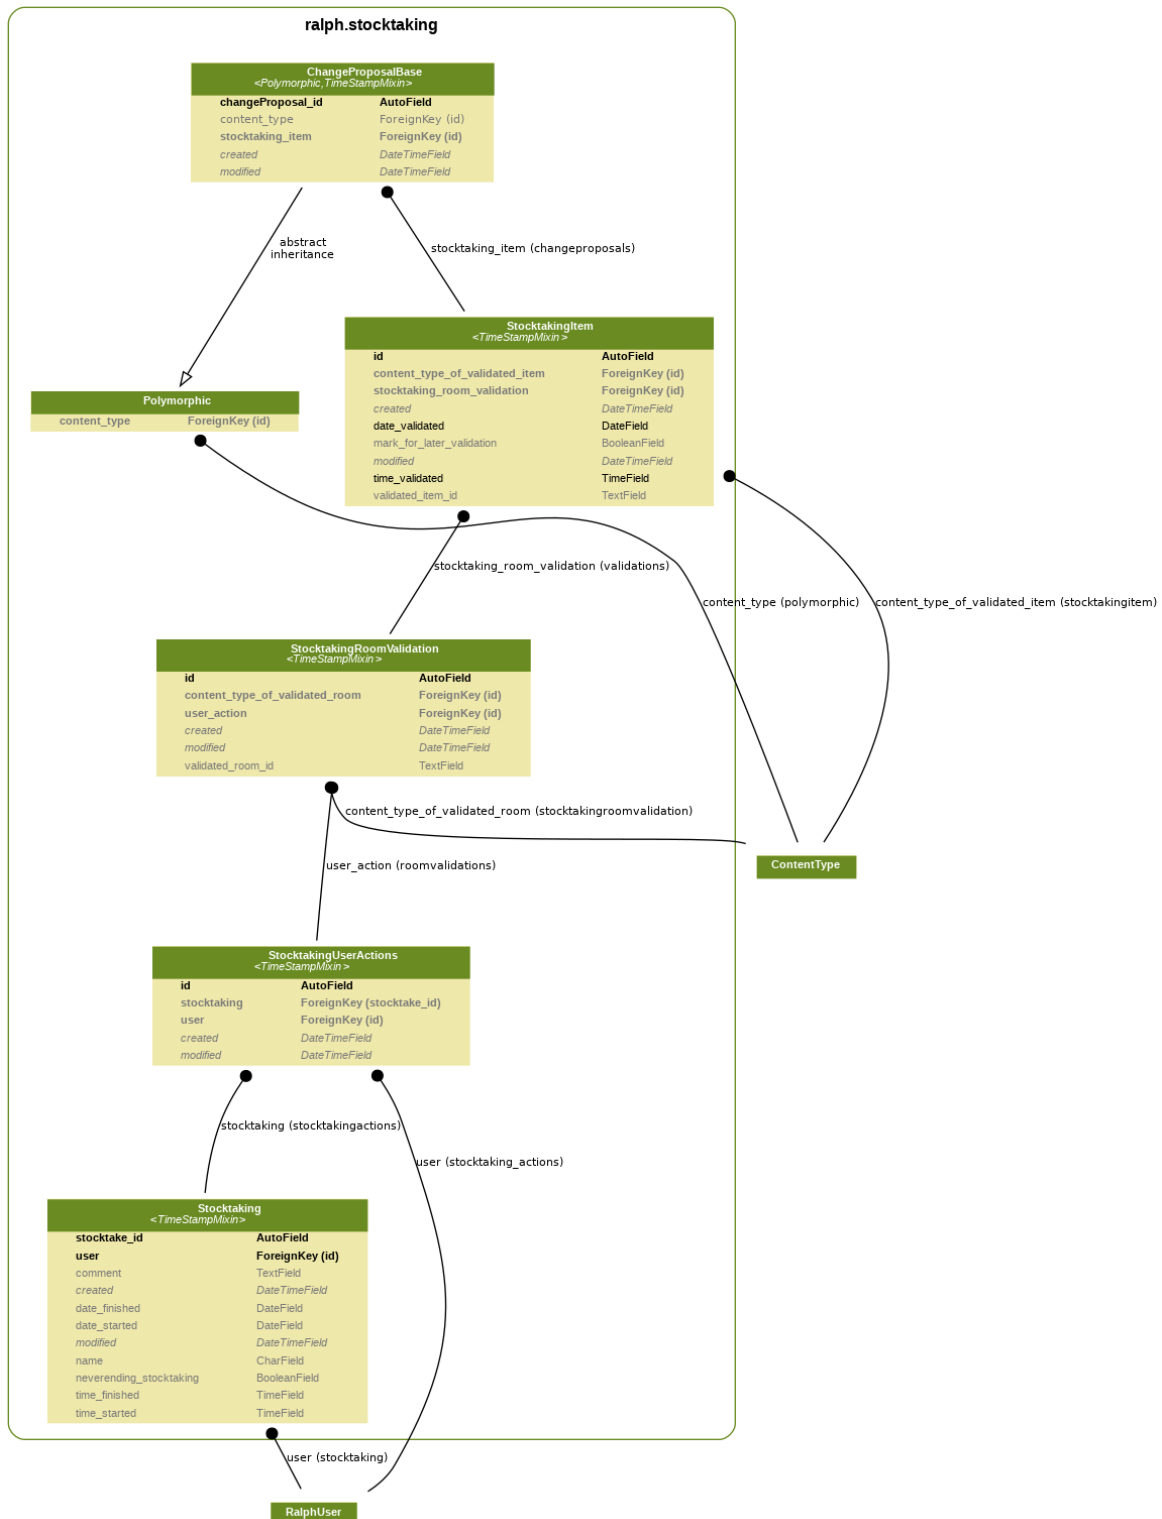 ralph.stocktaking
ChangeProposalBase
<Polymorphic,TimeStampMixin>
changeProposal_id AutoField
content_type ForeignKey (id)
stocktaking_item ForeignKey (id)
created DateTimeField
modified DateTimeField
abstract
inheritance
stocktaking_item (changeproposals)
StocktakingItem
<TimeStampMixin>
id AutoField
content_type_of_validated_item ForeignKey (id)
stocktaking_room_validation ForeignKey (id)
created DateTimeField
date_validated DateField
mark_for_later_validation BooleanField
modified DateTimeField
time_validated TimeField
validated_item_id TextField
Polymorphic
content_type ForeignKey (id)
stocktaking_room_validation (validations)
content_type (polymorphic)
content_type_of_validated_item (stocktakingitem)
StocktakingRoomValidation
<TimeStampMixin>
id AutoField
content_type_of_validated_room ForeignKey (id)
user_action ForeignKey (id)
created DateTimeField
modified DateTimeField
validated_room_id TextField
content_type_of_validated_room (stocktakingroomvalidation)
user_action (roomvalidations)
ContentType
StocktakingUserActions
<TimeStampMixin>
id AutoField
stocktaking ForeignKey (stocktake_id)
user ForeignKey (id)
created DateTimeField
modified DateTimeField
stocktaking (stocktakingactions)
user (stocktaking_actions)
Stocktaking
<TimeStampMixin>
stocktake_id AutoField
user ForeignKey (id)
comment TextField
created DateTimeField
date_finished DateField
date_started DateField
modified DateTimeField
name CharField
neverending_stocktaking BooleanField
time_finished TimeField
time_started TimeField
user (stocktaking)
RalphUser